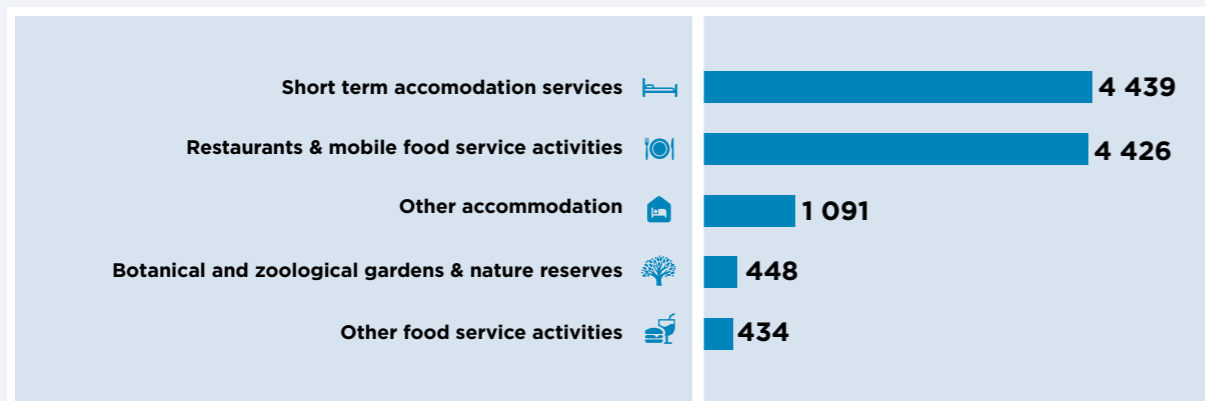 Short term accomodation services 4 439
Restaurants & mobile food service activities 4 426
Other accommodation 1 091
Botanical and zoological gardens & nature reserves 448
Other food service activities 434